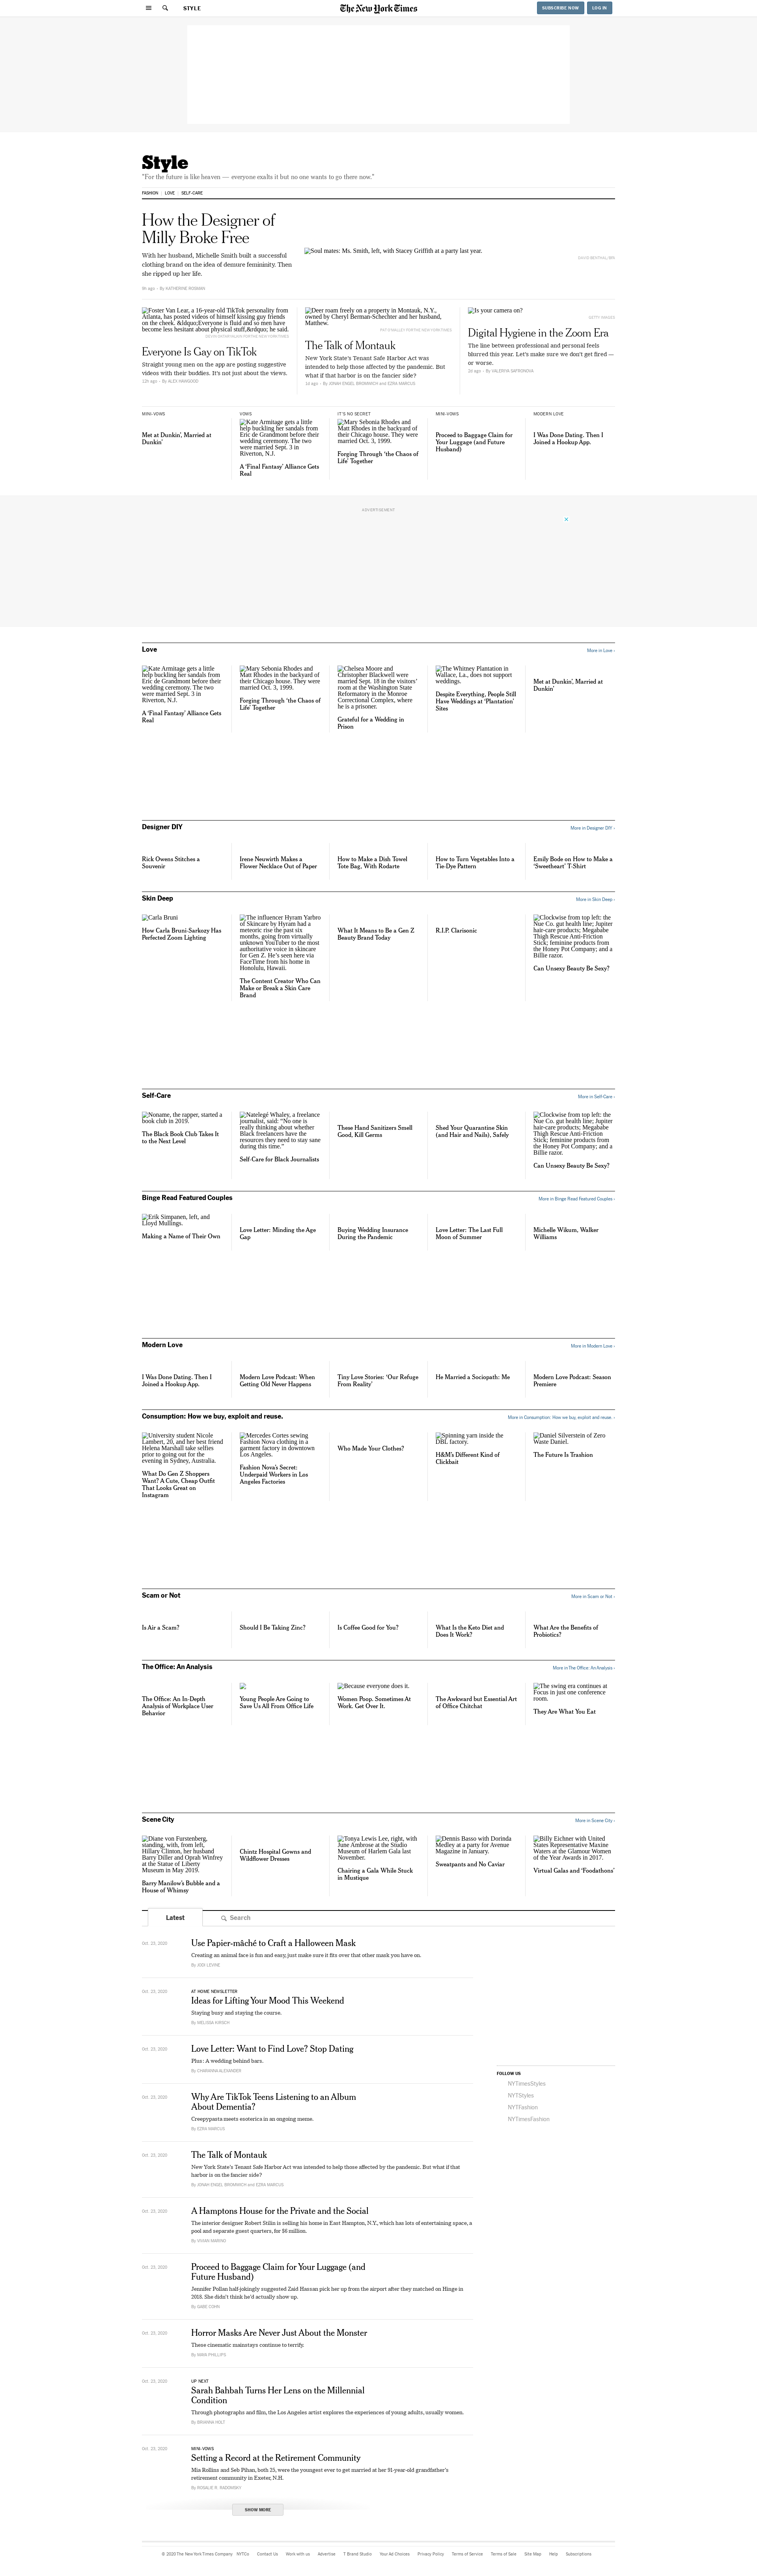 STYLE
The New York Times
SUBSCRIBE NOW
LOG IN
Style
"For the future is like heaven — everyone exalts it but no one wants to go there now."
FASHION
LOVE
SELF-CARE
How the Designer of
Milly Broke Free
With her husband, Michelle Smith built a successful
clothing brand on the idea of demure femininity. Then
she ripped up her life.
9h ago · By KATHERINE ROSMAN
Soul mates: Ms. Smith, left, with Stacey Griffith at a party last year.
Foster Van Lear, a 16-year-old TikTok personality from
Atlanta, has posted videos of himself kissing guy friends
on the cheek. &ldquo;Everyone is fluid and so men have
become less hesitant about physical stuff,&rdquo; he said.
Everyone Is Gay on TikTok
Straight young men on the app are posting suggestive
videos with their bodies. It's not just about the views.
12h ago · By ALEX HAWGOOD
Deer roam freely on a property in Montauk, N.Y.,
owned by Cheryl Berman-Schechter and her husband,
Matthew.
The Talk of Montauk
New York State's Tenant Safe Harbor Act was
intended to help those affected by the pandemic. But
what if that harbor is on the fancier side?
1d ago · By JONAH ENGEL BROMWICH and EZRA MARCUS
Is your camera on?
GETTY IMAGES
Digital Hygiene in the Zoom Era
The line between professional and personal feels
blurred this year. Let's make sure we don't get fired —
or worse.
2d ago · By VALERIYA SAFRONOVA
MINI-VOWS
Met at Dunkin', Married at
Dunkin'
VOWS
Kate Armitage gets a little
help buckling her sandals from
Eric de Grandmont before their
wedding ceremony. The two
were married Sept. 3 in
Riverton, N.J.
A 'Final Fantasy' Alliance Gets
Real
IT'S NO SECRET
Mary Sebonia Rhodes and
Matt Rhodes in the backyard of
their Chicago house. They were
married Oct. 3, 1999.
Forging Through 'the Chaos of
Life' Together
MINI-VOWS
Proceed to Baggage Claim for
Your Luggage (and Future
Husband)
MODERN LOVE
I Was Done Dating. Then I
Joined a Hookup App.
ADVERTISEMENT
Love
More in Love ›
Kate Armitage gets a little
help buckling her sandals from
Eric de Grandmont before their
wedding ceremony. The two
were married Sept. 3 in
Riverton, N.J.
A 'Final Fantasy' Alliance Gets
Real
Mary Sebonia Rhodes and
Matt Rhodes in the backyard of
their Chicago house. They were
married Oct. 3, 1999.
Forging Through 'the Chaos of
Life' Together
Chelsea Moore and
Christopher Blackwell were
married Sept. 18 in the visitors'
room at the Washington State
Reformatory in the Monroe
Correctional Complex, where
he is a prisoner.
Grateful for a Wedding in
Prison
The Whitney Plantation in
Wallace, La., does not support
weddings.
Despite Everything, People Still
Have Weddings at 'Plantation'
Sites
Met at Dunkin', Married at
Dunkin'
Designer DIY
More in Designer DIY ›
Rick Owens Stitches a
Souvenir
Irene Neuwirth Makes a
Flower Necklace Out of Paper
How to Make a Dish Towel
Tote Bag, With Rodarte
How to Turn Vegetables Into a
Tie-Dye Pattern
Emily Bode on How to Make a
'Sweetheart' T-Shirt
Skin Deep
More in Skin Deep ›
Carla Bruni
How Carla Bruni-Sarkozy Has
Perfected Zoom Lighting
The influencer Hyram Yarbro
of Skincare by Hyram had a
meteoric rise the past six
months, going from virtually
unknown YouTuber to the most
authoritative voice in skincare
for Gen Z. He's seen here via
FaceTime from his home in
Honolulu, Hawaii.
The Content Creator Who Can
Make or Break a Skin Care
Brand
What It Means to Be a Gen Z
Beauty Brand Today
R.I.P. Clarisonic
Clockwise from top left: the
Nue Co. gut health line; Jupiter
hair-care products; Megababe
Thigh Rescue Anti-Friction
Stick; feminine products from
the Honey Pot Company; and a
Billie razor.
Can Unsexy Beauty Be Sexy?
Self-Care
More in Self-Care ›
Noname, the rapper, started a
book club in 2019.
The Black Book Club Takes It
to the Next Level
Natelegé Whaley, a freelance
journalist, said: "No one is
really thinking about whether
Black freelancers have the
resources they need to stay sane
during this time."
Self-Care for Black Journalists
These Hand Sanitizers Smell
Good, Kill Germs
Shed Your Quarantine Skin
(and Hair and Nails), Safely
Clockwise from top left: the
Nue Co. gut health line; Jupiter
hair-care products; Megababe
Thigh Rescue Anti-Friction
Stick; feminine products from
the Honey Pot Company; and a
Billie razor.
Can Unsexy Beauty Be Sexy?
Binge Read Featured Couples
More in Binge Read Featured Couples ›
Erik Simpanen, left, and
Lloyd Mullings.
Making a Name of Their Own
Love Letter: Minding the Age
Gap
Buying Wedding Insurance
During the Pandemic
Love Letter: The Last Full
Moon of Summer
Michelle Wikum, Walker
Williams
Modern Love
More in Modern Love ›
I Was Done Dating. Then I
Joined a Hookup App.
Modern Love Podcast: When
Getting Old Never Happens
Tiny Love Stories: 'Our Refuge
From Reality'
He Married a Sociopath: Me
Modern Love Podcast: Season
Premiere
Consumption: How we buy, exploit and reuse.
More in Consumption: How we buy, exploit and reuse. ›
University student Nicole
Lambert, 20, and her best friend
Helena Marshall take selfies
prior to going out for the
evening in Sydney, Australia.
What Do Gen Z Shoppers
Want? A Cute, Cheap Outfit
That Looks Great on
Instagram
Mercedes Cortes sewing
Fashion Nova clothing in a
garment factory in downtown
Los Angeles.
Fashion Nova's Secret:
Underpaid Workers in Los
Angeles Factories
Who Made Your Clothes?
Spinning yarn inside the
DBL factory.
H&M's Different Kind of
Clickbait
Daniel Silverstein of Zero
Waste Daniel.
The Future Is Trashion
Scam or Not
More in Scam or Not ›
Is Air a Scam?
Should I Be Taking Zinc?
Is Coffee Good for You?
What Is the Keto Diet and
Does It Work?
What Are the Benefits of
Probiotics?
The Office: An Analysis
More in The Office: An Analysis ›
The Office: An In-Depth
Analysis of Workplace User
Behavior
Young People Are Going to
Save Us All From Office Life
Because everyone does it.
Women Poop. Sometimes At
Work. Get Over It.
The Awkward but Essential Art
of Office Chitchat
The swing era continues at
Focus in just one conference
room.
They Are What You Eat
Scene City
More in Scene City ›
Diane von Furstenberg,
standing, with, from left,
Hillary Clinton, her husband
Barry Diller and Oprah Winfrey
at the Statue of Liberty
Museum in May 2019.
Barry Manilow's Bubble and a
House of Whimsy
Chintz Hospital Gowns and
Wildflower Dresses
Tonya Lewis Lee, right, with
June Ambrose at the Studio
Museum of Harlem Gala last
November.
Chairing a Gala While Stuck
in Mustique
Dennis Basso with Dorinda
Medley at a party for Avenue
Magazine in January.
Sweatpants and No Caviar
Billy Eichner with United
States Representative Maxine
Waters at the Glamour Women
of the Year Awards in 2017.
Virtual Galas and 'Foodathons'
Latest
Search
Oct. 23, 2020
Use Papier-mâché to Craft a Halloween Mask
Creating an animal face is fun and easy, just make sure it fits over that other mask you have on.
By JODI LEVINE
Oct. 23, 2020
AT HOME NEWSLETTER
Ideas for Lifting Your Mood This Weekend
Staying busy and staying the course.
By MELISSA KIRSCH
Oct. 23, 2020
Love Letter: Want to Find Love? Stop Dating
Plus: A wedding behind bars.
By CHARANNA ALEXANDER
Oct. 23, 2020
Why Are TikTok Teens Listening to an Album
About Dementia?
Creepypasta meets esoterica in an ongoing meme.
By EZRA MARCUS
Oct. 23, 2020
The Talk of Montauk
New York State's Tenant Safe Harbor Act was intended to help those affected by the pandemic. But what if that
harbor is on the fancier side?
By JONAH ENGEL BROMWICH and EZRA MARCUS
Oct. 23, 2020
A Hamptons House for the Private and the Social
The interior designer Robert Stilin is selling his home in East Hampton, N.Y., which has lots of entertaining space, a
pool and separate guest quarters, for $6 million.
By VIVIAN MARINO
Oct. 23, 2020
Proceed to Baggage Claim for Your Luggage (and
Future Husband)
Jennifer Pollan half-jokingly suggested Zaid Hassan pick her up from the airport after they matched on Hinge in
2018. She didn't think he'd actually show up.
By GABE COHN
Oct. 23, 2020
Horror Masks Are Never Just About the Monster
These cinematic mainstays continue to terrify.
By MAYA PHILLIPS
Oct. 23, 2020
UP NEXT
Sarah Bahbah Turns Her Lens on the Millennial
Condition
Through photographs and film, the Los Angeles artist explores the experiences of young adults, usually women.
By BRIANNA HOLT
Oct. 23, 2020
MINI-VOWS
Setting a Record at the Retirement Community
Mia Rollins and Seb Pihan, both 25, were the youngest ever to get married at her 91-year-old grandfather's
retirement community in Exeter, N.H.
By ROSALIE R. RADOMSKY
SHOW MORE
FOLLOW US
NYTimesStyles
NYTStyles
NYTFashion
NYTimesFashion
© 2020 The New York Times Company
NYTCo
Contact Us
Work with us
Advertise
T Brand Studio
Your Ad Choices
Privacy Policy
Terms of Service
Terms of Sale
Site Map
Help
Subscriptions